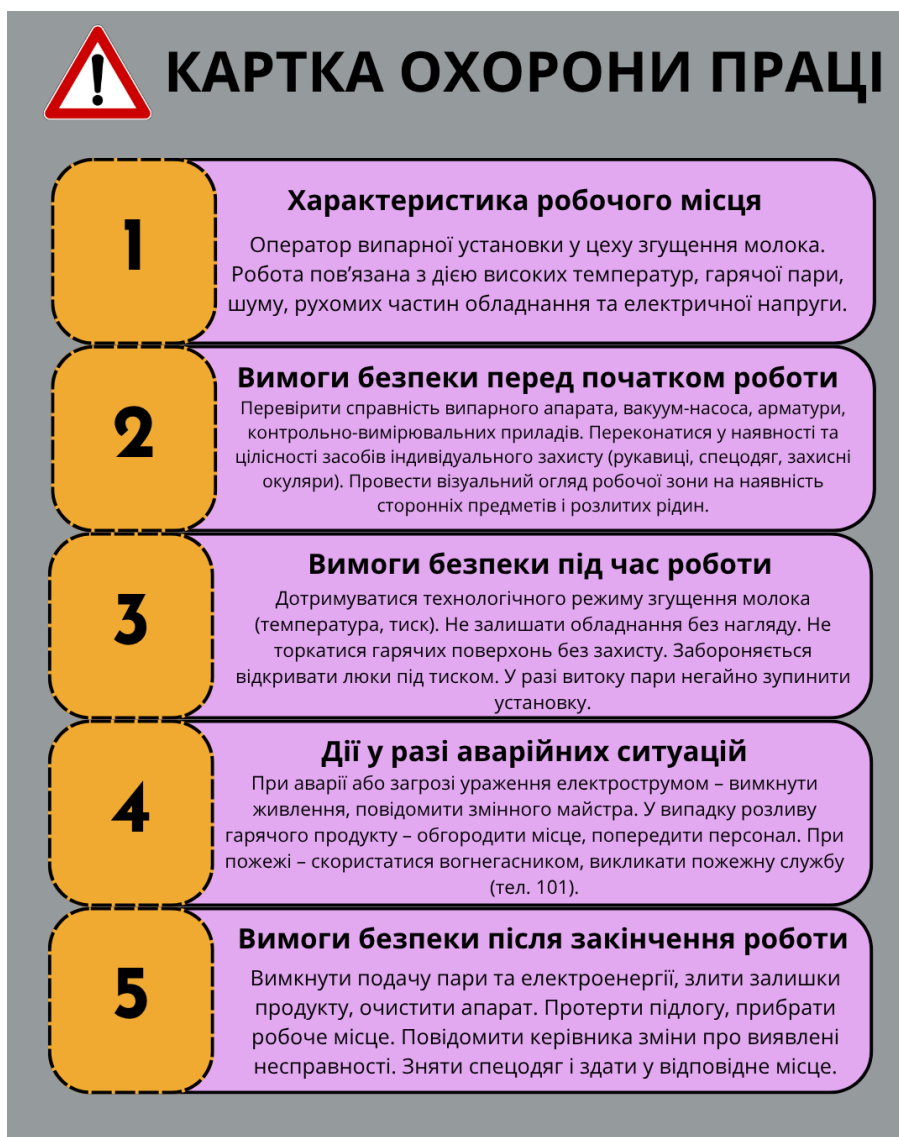 КАРТКА ОХОРОНИ ПРАЦІ
1
Характеристика робочого місця
Оператор випарної установки у цеху згущення молока.
Робота пов’язана з дією високих температур, гарячої пари,
шуму, рухомих частин обладнання та електричної напруги.
2
Вимоги безпеки перед початком роботи
Перевірити справність випарного апарата, вакуум-насоса, арматури,
контрольно-вимірювальних приладів. Переконатися у наявності та
цілісності засобів індивідуального захисту (рукавиці, спецодяг, захисні
окуляри). Провести візуальний огляд робочої зони на наявність
сторонніх предметів і розлитих рідин.
3
Вимоги безпеки під час роботи
Дотримуватися технологічного режиму згущення молока
(температура, тиск). Не залишати обладнання без нагляду. Не
торкатися гарячих поверхонь без захисту. Забороняється
відкривати люки під тиском. У разі витоку пари негайно зупинити
установку.
4
Дії у разі аварійних ситуацій
При аварії або загрозі ураження електрострумом – вимкнути
живлення, повідомити змінного майстра. У випадку розливу
гарячого продукту – обгородити місце, попередити персонал. При
пожежі – скористатися вогнегасником, викликати пожежну службу
(тел. 101).
5
Вимоги безпеки після закінчення роботи
Вимкнути подачу пари та електроенергії, злити залишки
продукту, очистити апарат. Протерти підлогу, прибрати
робоче місце. Повідомити керівника зміни про виявлені
несправності. Зняти спецодяг і здати у відповідне місце.